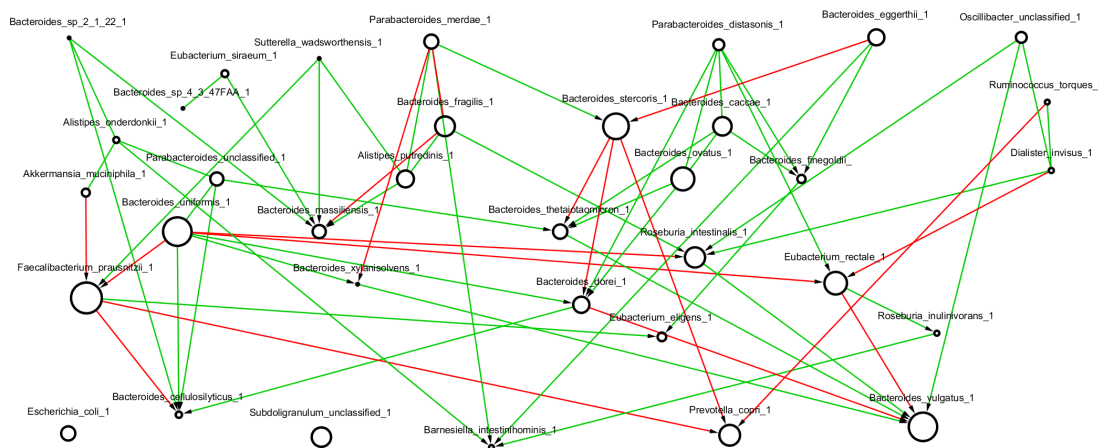 Bacteroides_sp_2_1_22_1
Parabacteroides_merdae_1
Parabacteroides_distasonis_1
Bacteroides_eggerthii_1
Oscillibacter_unclassified_1
Eubacterium_siraeum_1
Sutterella_wadsworthensis_1
Bacteroides_sp_4_3_47FAA_1
Bacteroides_fragilis_1
Bacteroides_stercoris_1
Bacteroides_caccae_1
Ruminococcus_torques_
Alistipes_onderdonkii_1
Parabacteroides_unclassified_1
Alistipes_putredinis_1
Bacteroides_ovatus_1
Bacteroides_finegoldii_
Dialister_invisus_1
Akkermansia_muciniphila_1
Bacteroides_uniformis_1
Bacteroides_massiliensis_1
Bacteroides_thetaiotaomicron_1
Roseburia_intestinalis_1
Faecalibacterium_prausnitzii_1
Bacteroides_xylanisolvens_1
Bacteroides_dorei_1
Eubacterium_rectale_1
Eubacterium_eligens_1
Roseburia_inulinivorans_1
Bacteroides_cellulosilyticus_1
Bacteroides_vulgatus_1
Escherichia_coli_1
Subdoligranulum_unclassified_1
Prevotella_copri_1
Barnesiella_intestinihominis_1